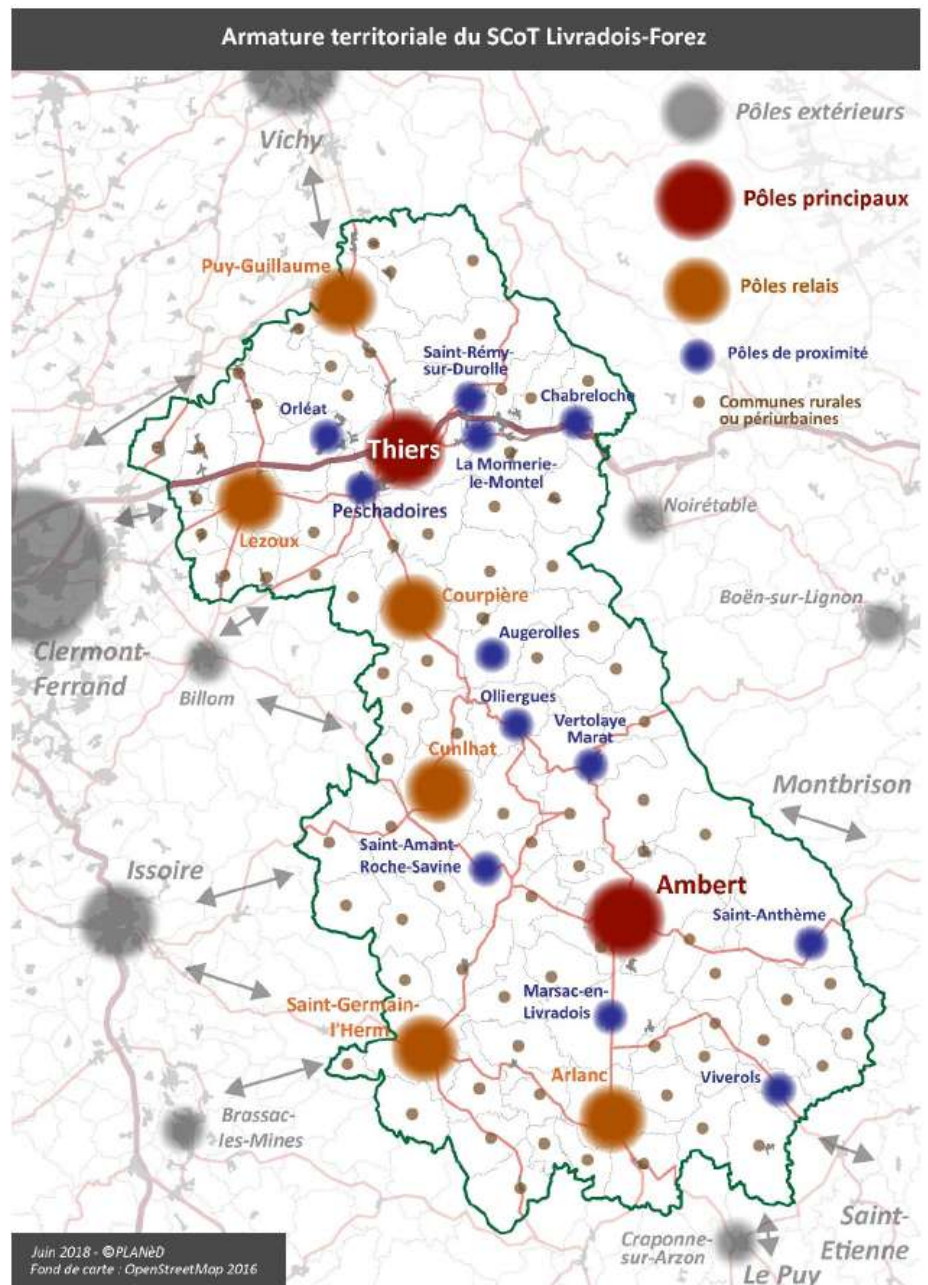 Armature territoriale du SCoT Livradois-Forez
Vichy
Pôles extérieurs
Pôles principaux
Puy-Guillaume
Pôles relais
Saint-Rémy-
sur-Durolle
Pôles de proximité
Chabreloche
Communes rurales
ou périurbaines
Orléat
Thiers
La Monnerie-
le-Montel
Peschadoires
Noirétable
Lezoux
Courpière
Boën-sur-Lignon
Augerolles
Clermont-
Ferrand
Billom
Olliergues
Vertolaye
Marat
Cunlhat
Montbrison
Saint-Amant-
Roche-Savine
Issoire
Ambert
Saint-Anthème
Marsac-en-
Livradois
Saint-Germain-
l'Herm
Arlanc
Viverols
Brassac-
les-Mines
Saint-
Etienne
Craponne-
sur-Arzon
Le Puy
Juin 2018 - ©PLANèD
Fond de carte : OpenStreetMap 2016